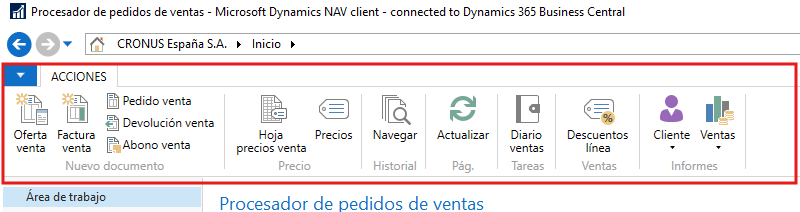 Procesador de pedidos de ventas - Microsoft Dynamics NAV client - connected to Dynamics 365 Business Central
CRONUS España S.A. Inicio
ACCIONES
Oferta venta
Factura venta
Pedido venta
Devolución venta
Abono venta
Hoja precios venta
Precios
Navegar
Actualizar
Diario ventas
Descuentos línea
Cliente
Ventas
Nuevo documento
Precio
Historial
Pág.
Tareas
Ventas
Informes
Área de trabajo
Procesador de pedidos de ventas